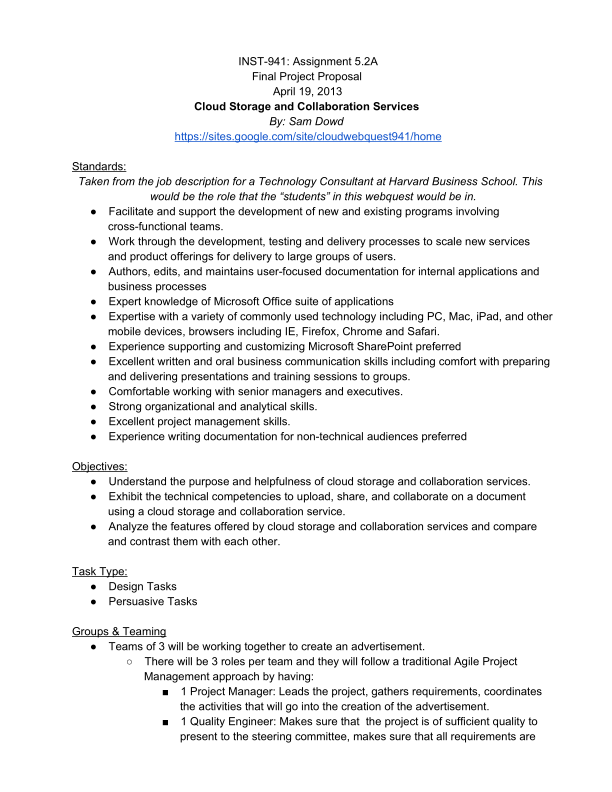 INST-941: Assignment 5.2A
Final Project Proposal
April 19, 2013
Cloud Storage and Collaboration Services
By: Sam Dowd
https://sites.google.com/site/cloudwebquest941/home
Standards:
Taken from the job description for a Technology Consultant at Harvard Business School. This
would be the role that the “students” in this webquest would be in.
● Facilitate and support the development of new and existing programs involving
cross-functional teams.
● Work through the development, testing and delivery processes to scale new services
and product offerings for delivery to large groups of users.
● Authors, edits, and maintains user-focused documentation for internal applications and
business processes
● Expert knowledge of Microsoft Office suite of applications
● Expertise with a variety of commonly used technology including PC, Mac, iPad, and other
mobile devices, browsers including IE, Firefox, Chrome and Safari.
● Experience supporting and customizing Microsoft SharePoint preferred
● Excellent written and oral business communication skills including comfort with preparing
and delivering presentations and training sessions to groups.
● Comfortable working with senior managers and executives.
● Strong organizational and analytical skills.
● Excellent project management skills.
● Experience writing documentation for non-technical audiences preferred
Objectives:
● Understand the purpose and helpfulness of cloud storage and collaboration services.
● Exhibit the technical competencies to upload, share, and collaborate on a document
using a cloud storage and collaboration service.
● Analyze the features offered by cloud storage and collaboration services and compare
and contrast them with each other.
Task Type:
● Design Tasks
● Persuasive Tasks
Groups & Teaming
● Teams of 3 will be working together to create an advertisement.
○ There will be 3 roles per team and they will follow a traditional Agile Project
Management approach by having:
■ 1 Project Manager: Leads the project, gathers requirements, coordinates
the activities that will go into the creation of the advertisement.
■ 1 Quality Engineer: Makes sure that the project is of sufficient quality to
present to the steering committee, makes sure that all requirements are